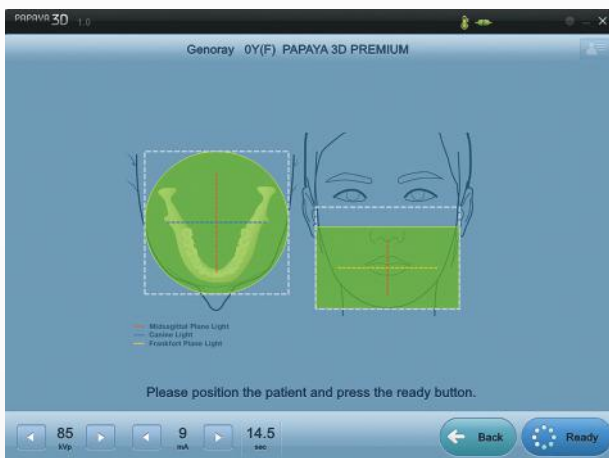 PAPAYA 3D 1.0
Genoray 0Y(F) PAPAYA 3D PREMIUM
Midsagittal Plane Light
Canine Light
Frankfort Plane Light
Please position the patient and press the ready button.
85 9 14.5 Back Ready
kVp mA sec